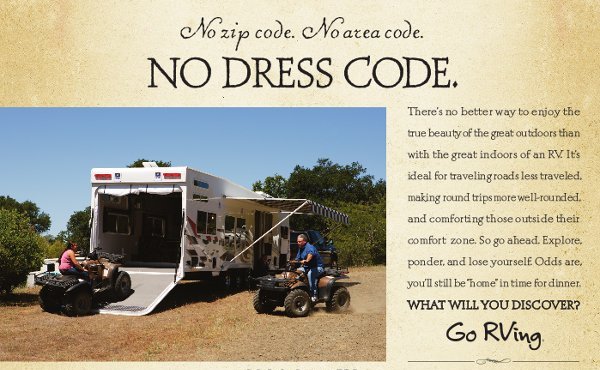 No zip code. No area code.
NO DRESS CODE.
There's no better way to enjoy the
true beauty of the great outdoors than
with the great indoors of an RV. It's
ideal for traveling roads less traveled,
making round trips more well-rounded,
and comforting those outside their
comfort zone. So go ahead. Explore,
ponder, and lose yourself. Odds are,
you'll still be "home" in time for dinner.
WHAT WILL YOU DISCOVER?
Go RVing